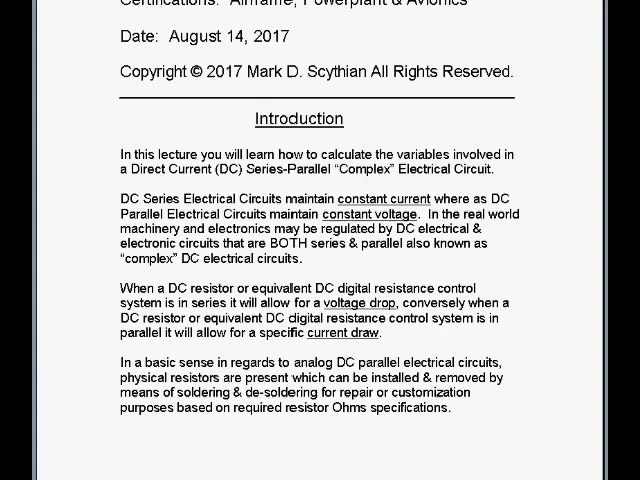 Certifications: Airframe, Powerplant & Avionics
Date: August 14, 2017
Copyright © 2017 Mark D. Scythian All Rights Reserved.
Introduction
In this lecture you will learn how to calculate the variables involved in
a Direct Current (DC) Series-Parallel “Complex” Electrical Circuit.
DC Series Electrical Circuits maintain constant current where as DC
Parallel Electrical Circuits maintain constant voltage. In the real world
machinery and electronics may be regulated by DC electrical &
electronic circuits that are BOTH series & parallel also known as
“complex” DC electrical circuits.
When a DC resistor or equivalent DC digital resistance control
system is in series it will allow for a voltage drop, conversely when a
DC resistor or equivalent DC digital resistance control system is in
parallel it will allow for a specific current draw.
In a basic sense in regards to analog DC parallel electrical circuits,
physical resistors are present which can be installed & removed by
means of soldering & de-soldering for repair or customization
purposes based on required resistor Ohms specifications.